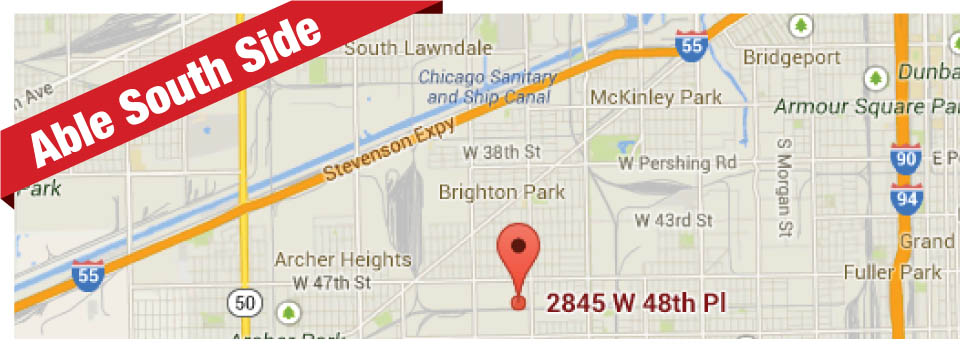 Able South Side
South Lawndale
55
Bridgeport
n Ave
Chicago Sanitary
and Ship Canal
McKinley Park
Dunba
Armour Square Par
Stevenson Expy
W 38th St
W Pershing Rd
S Morgan St
90
E P
Park
Brighton Park
94
W 43rd St
Grand
Archer Heights
55
W 47th St
Fuller Park
50
2845 W 48th Pl
Archer Park